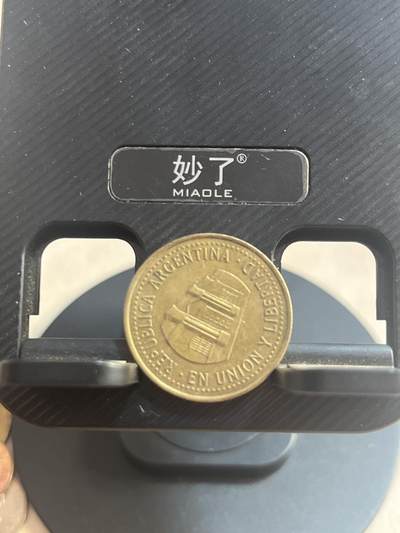 妙了®
MIAOLE
REPUBLICA ARGENTINA · EN UNION Y LIBERTAD ·